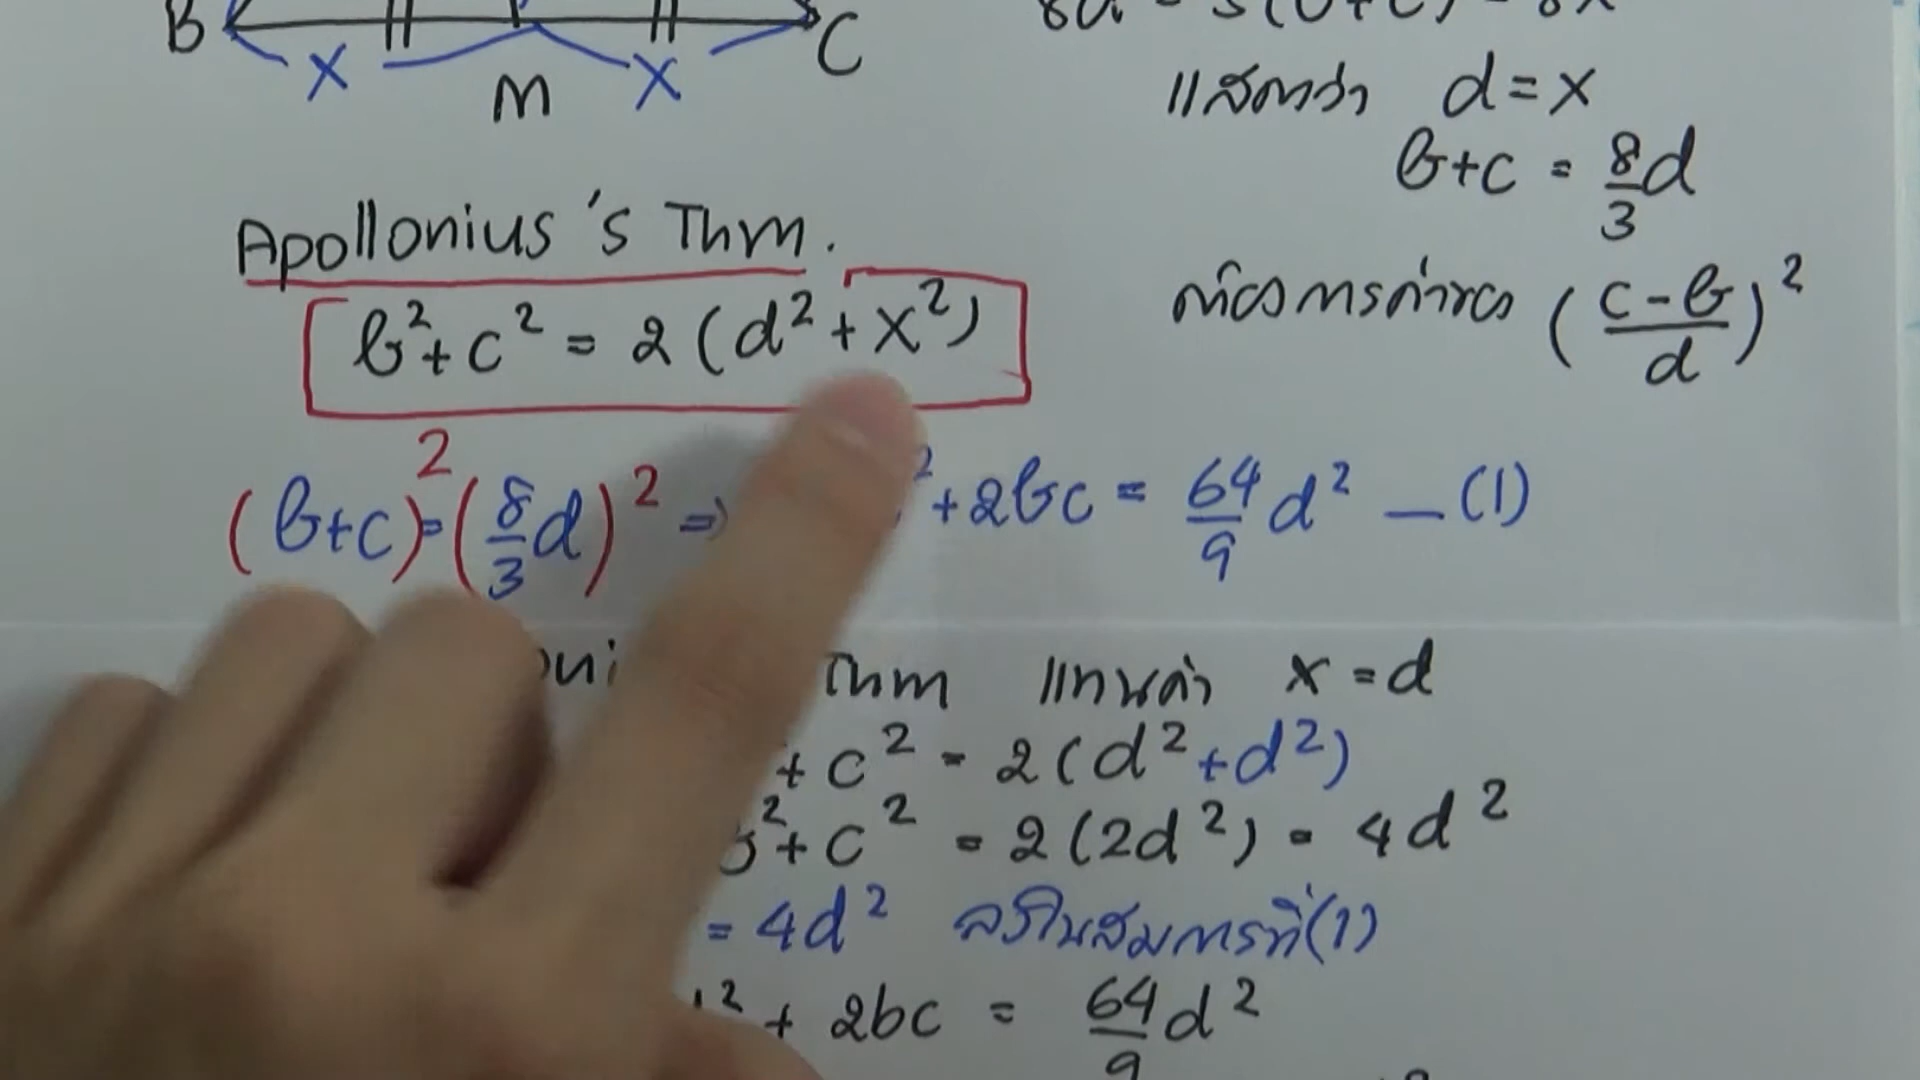 B C
X M X
แสดงว่า d = x
b+c = 8/3 d
Apollonius's Thm.
b²+c² = 2(d²+x²)
ต้องการค่าของ ((c-b)/d)²
(b+c)² = (8/3 d)² ⇒ ² + 2bc = 64/9 d² — (1)
Thm แทนค่า x = d
+ c² = 2(d²+d²)
b²+c² = 2(2d²) = 4d²
= 4d² ลงในสมการที่(1)
² + 2bc = 64/9 d²